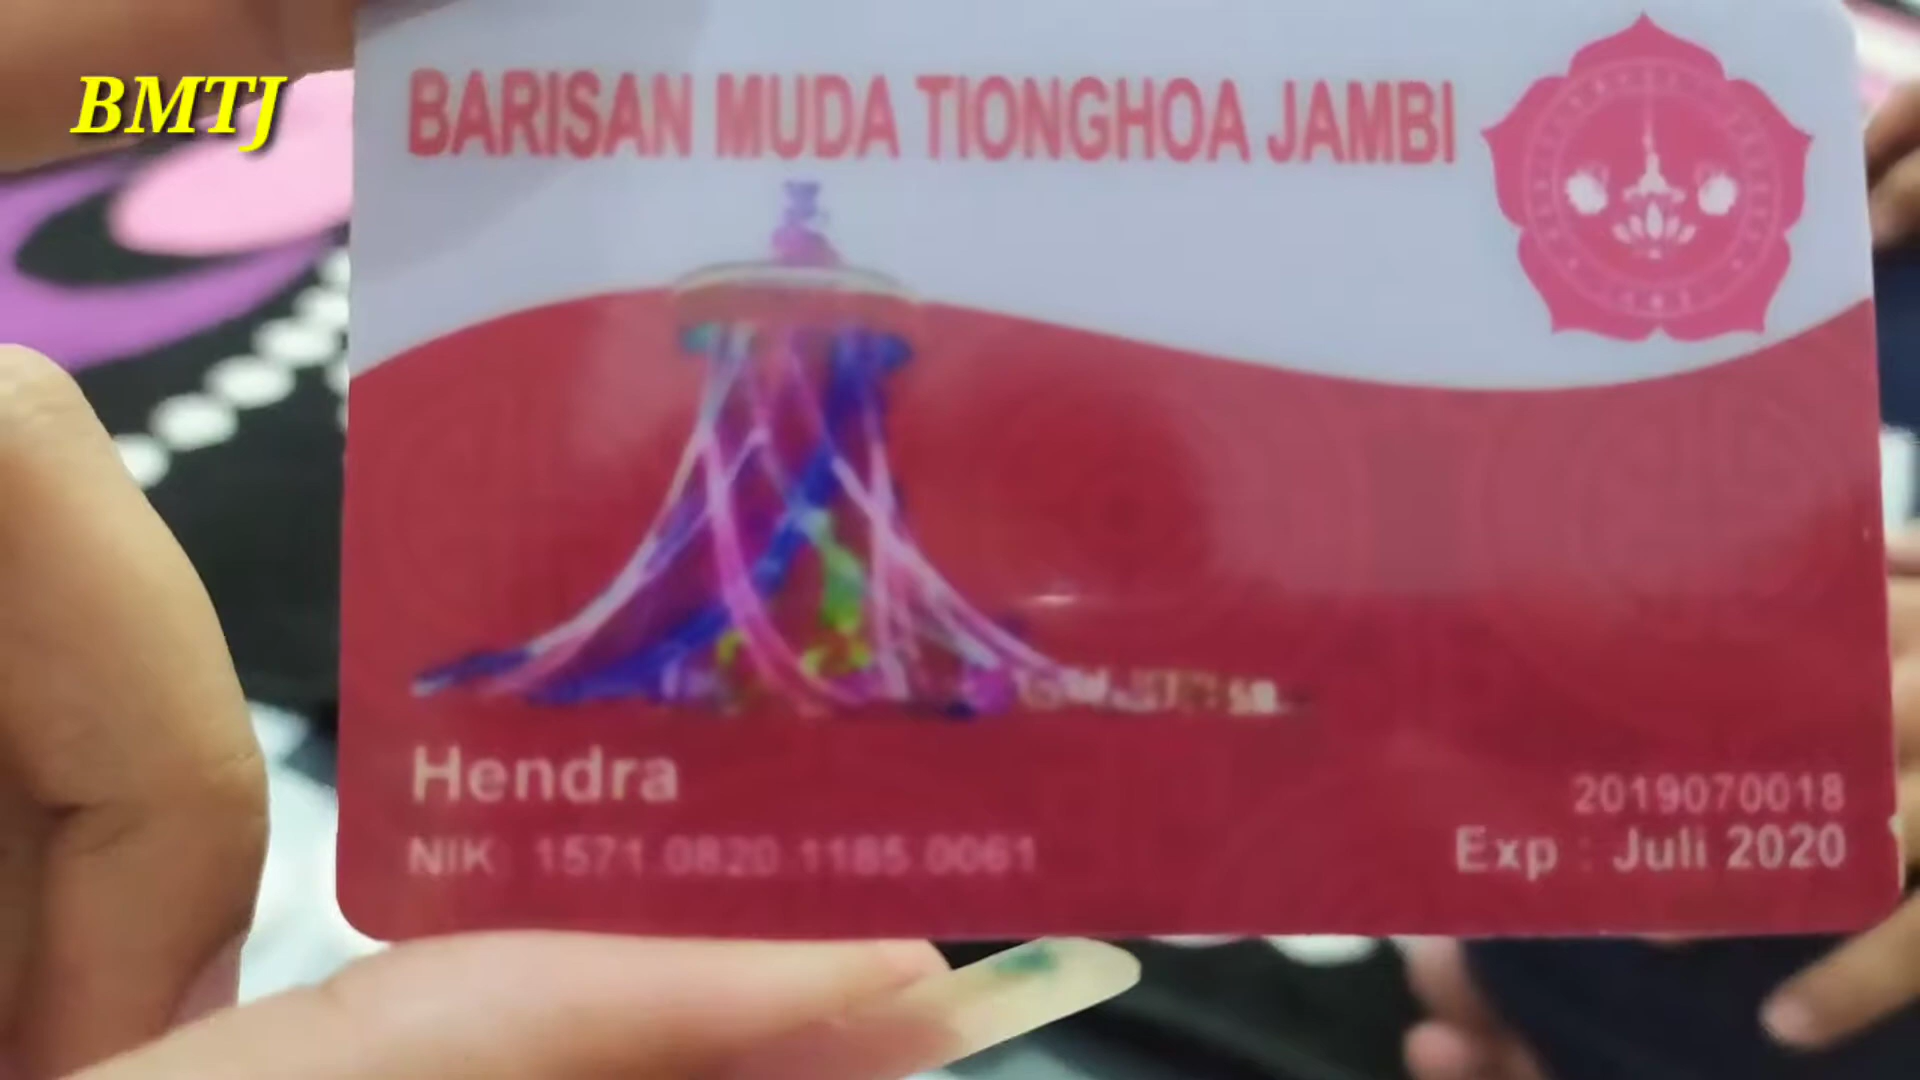 BMTJ
BARISAN MUDA TIONGHOA JAMBI
Hendra
NIK 1571.0820.1185.0061
2019070018
Exp : Juli 2020